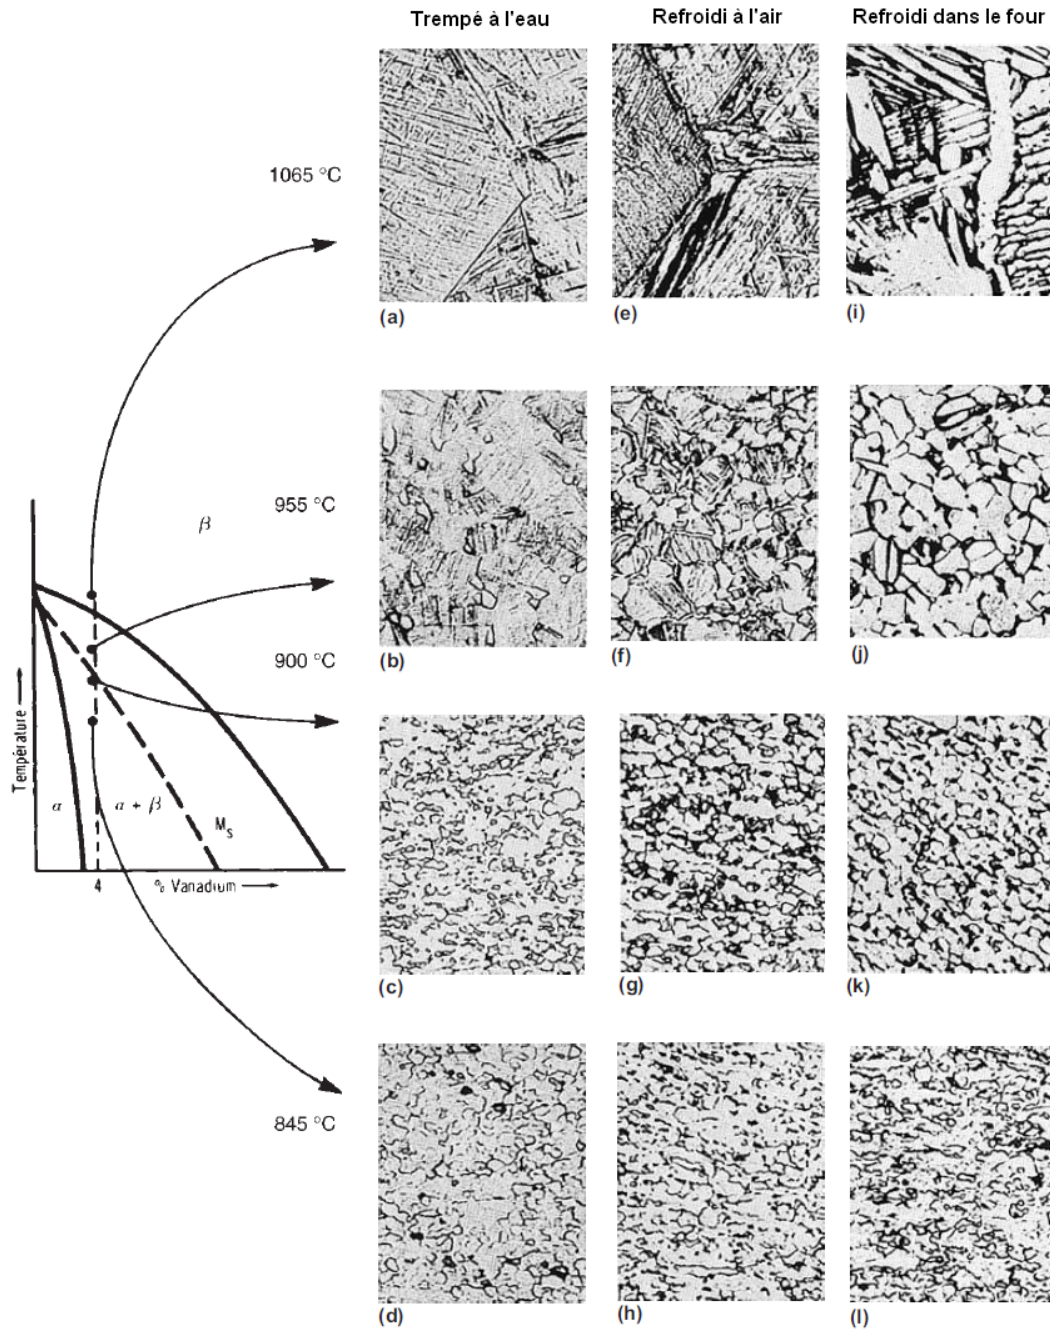 Trempé à l'eau
Refroidi à l'air
Refroidi dans le four
1065 °C
(a)
(e)
(i)
955 °C
β
900 °C
(b)
(f)
(j)
Température
α
α + β
Ms
4
% Vanadium
(c)
(g)
(k)
845 °C
(d)
(h)
(l)